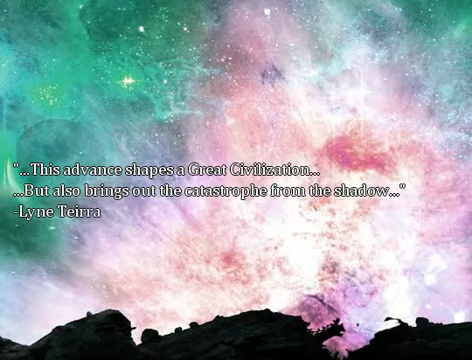 "...This advance shapes a Great Civilization...
...But also brings out the catastrophe from the shadow..."
-Lyne Teirra